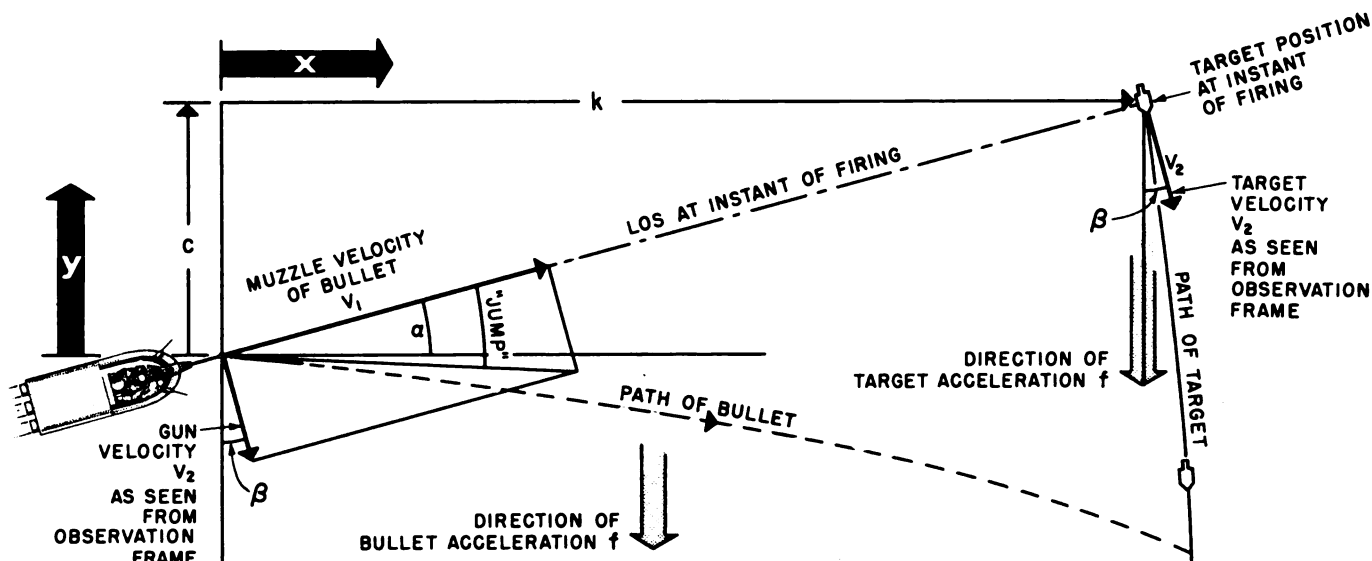 x
k
TARGET POSITION
AT INSTANT
OF FIRING
LOS AT INSTANT OF FIRING
V2
β
TARGET
VELOCITY
V2
AS SEEN
FROM
OBSERVATION
FRAME
c
y
MUZZLE VELOCITY
OF BULLET
V1
α
"JUMP"
DIRECTION OF
TARGET ACCELERATION f
PATH OF TARGET
PATH OF BULLET
GUN
VELOCITY
V2
AS SEEN
FROM
OBSERVATION
FRAME
β
DIRECTION OF
BULLET ACCELERATION f